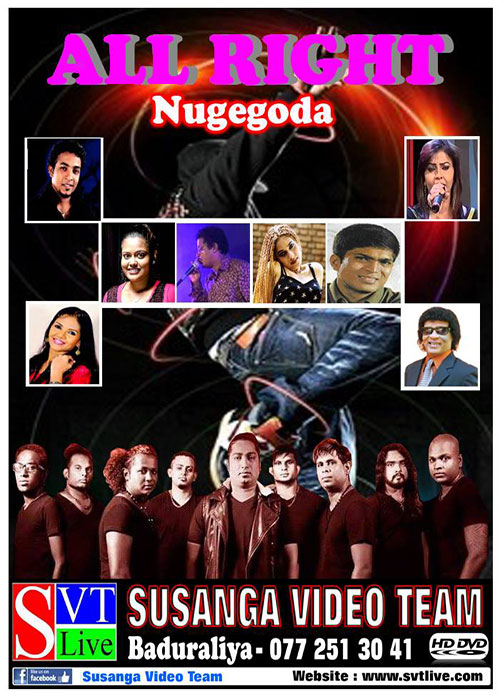 ALL RIGHT
Nugegoda
SVT Live
SUSANGA VIDEO TEAM
Baduraliya - 077 251 30 41
HD DVD
f like us on facebook
Susanga Video Team
Website : www.svtlive.com